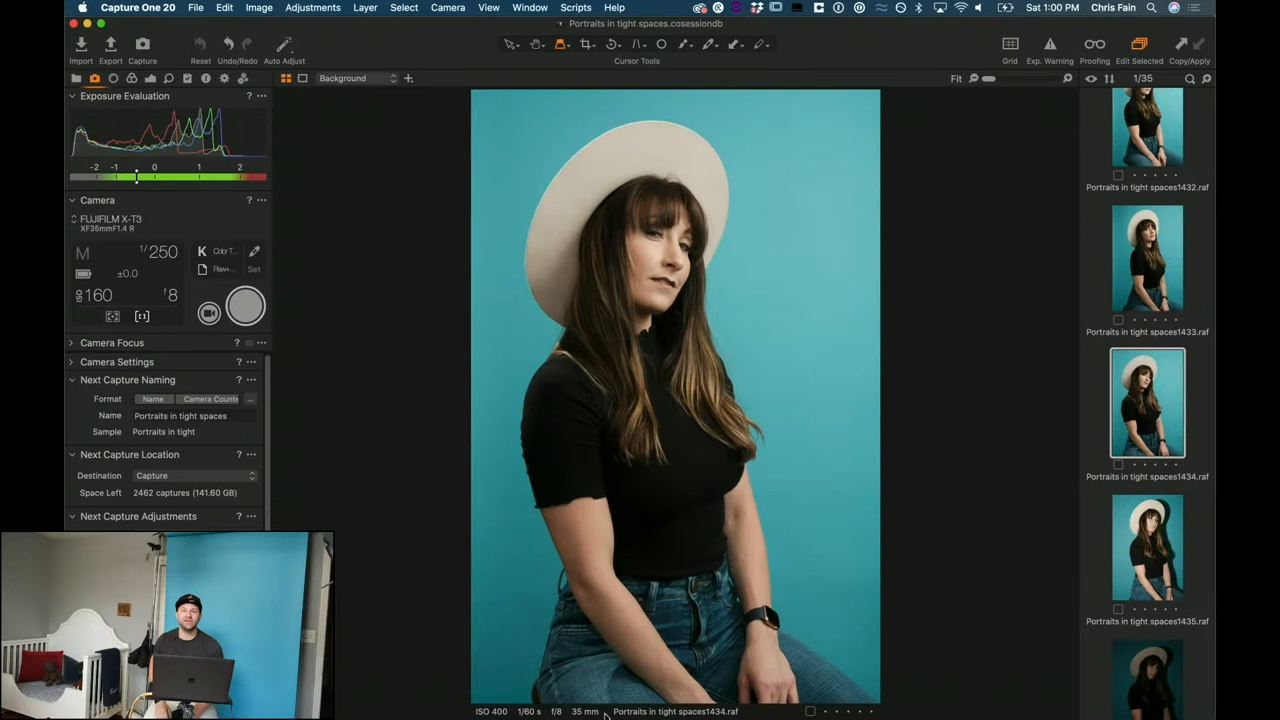 Capture One 20 File Edit Image Adjustments Layer Select Camera View Window Scripts Help Sat 1:00 PM Chris Fain
Portraits in tight spaces.cosessiondb
Import Export Capture Reset Undo/Redo Auto Adjust Cursor Tools Grid Exp. Warning Proofing Edit Selected Copy/Apply
Background Fit 1/35
Exposure Evaluation
-2 -1 0 1 2
Camera
FUJIFILM X-T3
XF35mmF1.4 R
M 1/250 K Color T...
±0.0 Raw+... Set
ISO 160 f8
Camera Focus
Camera Settings
Next Capture Naming
Format Name Camera Counte ...
Name Portraits in tight spaces
Sample Portraits in tight
Next Capture Location
Destination Capture
Space Left 2462 captures (141.60 GB)
Next Capture Adjustments
Portraits in tight spaces1432.raf
Portraits in tight spaces1433.raf
Portraits in tight spaces1434.raf
Portraits in tight spaces1435.raf
ISO 400 1/60 s f/8 35 mm Portraits in tight spaces1434.raf